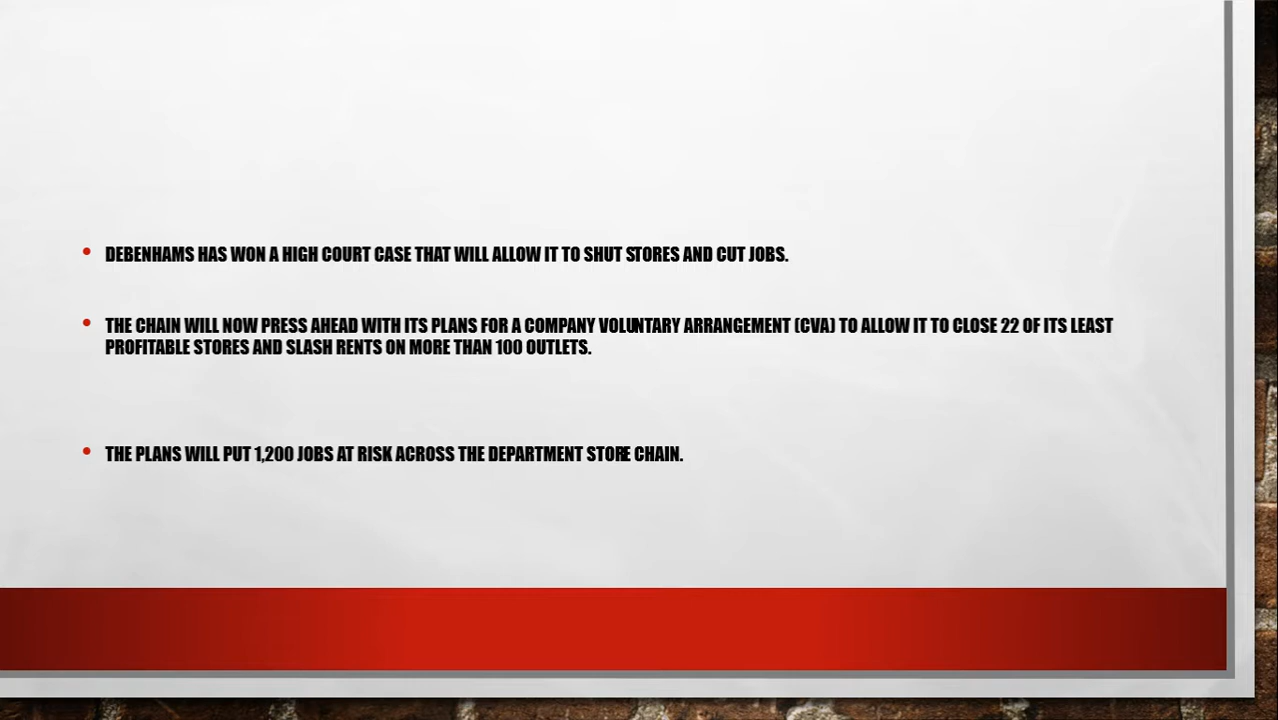 • DEBENHAMS HAS WON A HIGH COURT CASE THAT WILL ALLOW IT TO SHUT STORES AND CUT JOBS.
• THE CHAIN WILL NOW PRESS AHEAD WITH ITS PLANS FOR A COMPANY VOLUNTARY ARRANGEMENT (CVA) TO ALLOW IT TO CLOSE 22 OF ITS LEAST
PROFITABLE STORES AND SLASH RENTS ON MORE THAN 100 OUTLETS.
• THE PLANS WILL PUT 1,200 JOBS AT RISK ACROSS THE DEPARTMENT STORE CHAIN.